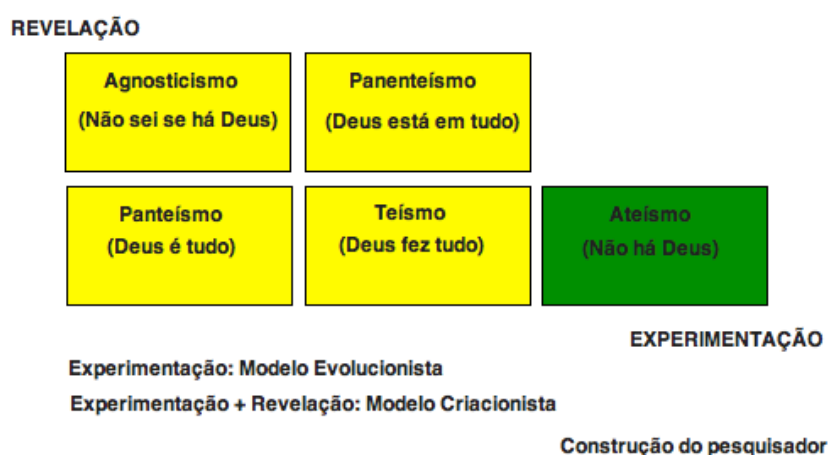 REVELAÇÃO
Agnosticismo
(Não sei se há Deus)
Panenteísmo
(Deus está em tudo)
Panteísmo
(Deus é tudo)
Teísmo
(Deus fez tudo)
Ateísmo
(Não há Deus)
EXPERIMENTAÇÃO
Experimentação: Modelo Evolucionista
Experimentação + Revelação: Modelo Criacionista
Construção do pesquisador